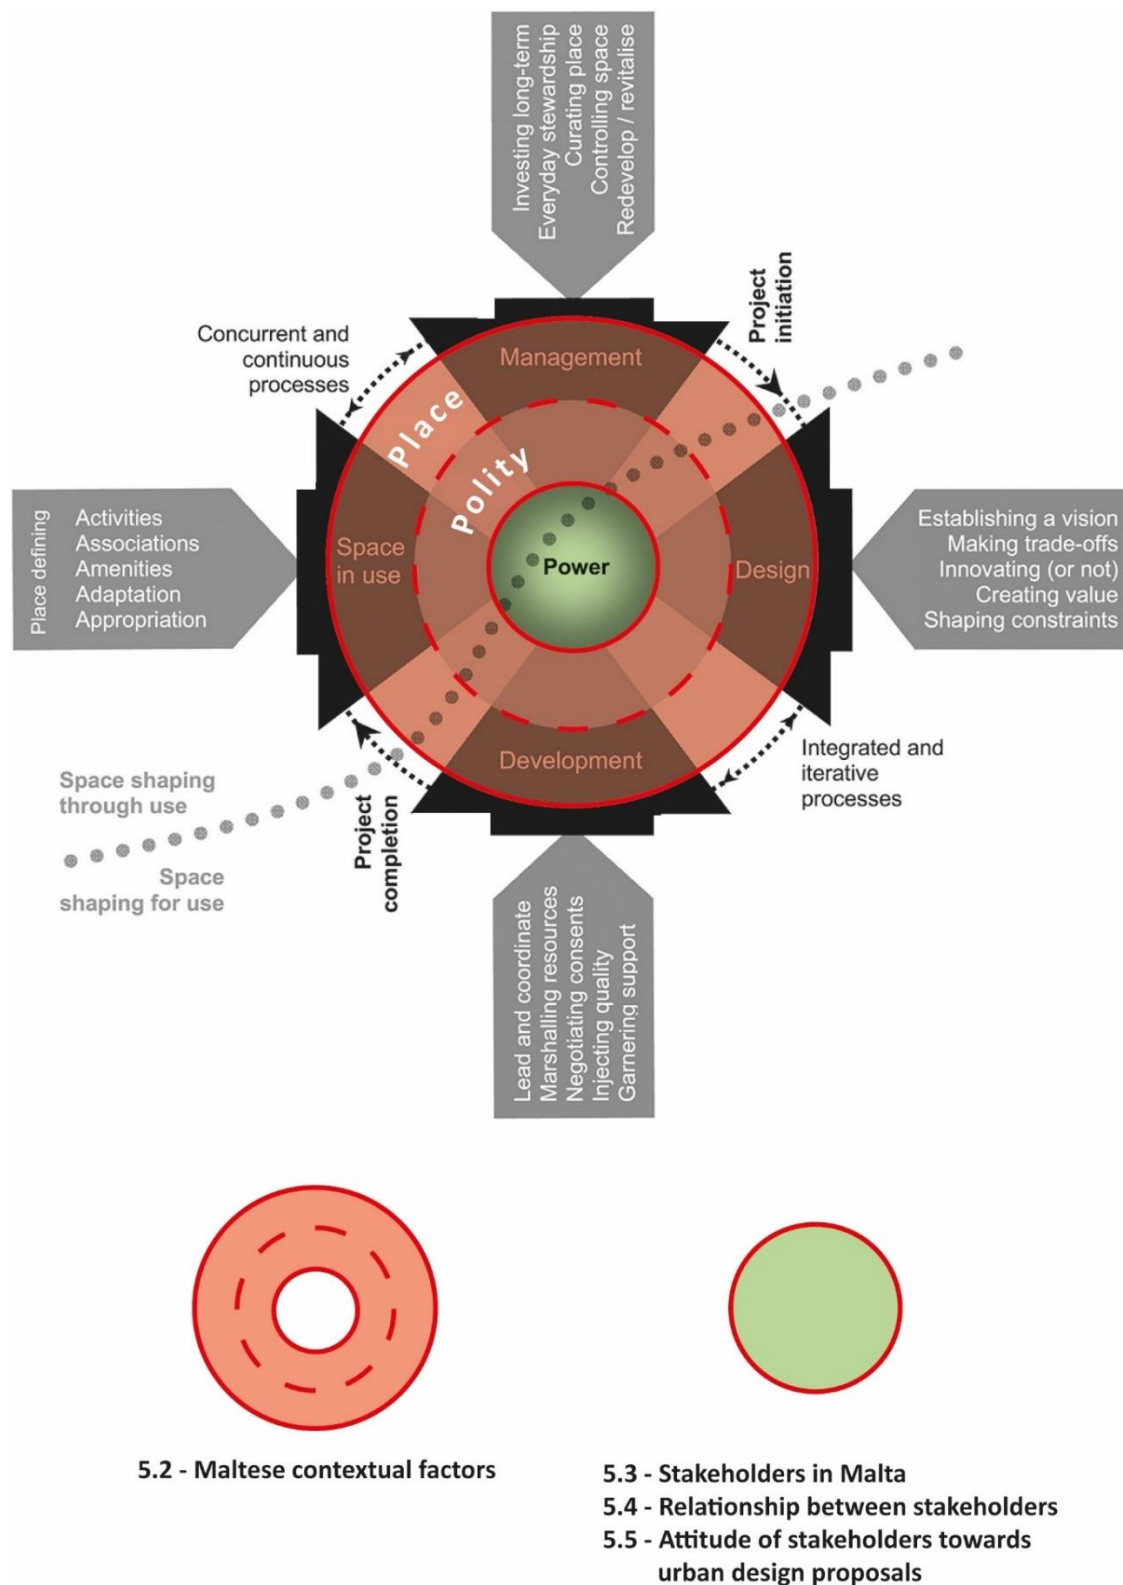 Investing long-term
Everyday stewardship
Curating place
Controlling space
Redevelop / revitalise
Project
initiation
Concurrent and
continuous
processes
Management
Place
Polity
Place defining
Activities
Associations
Amenities
Adaptation
Appropriation
Space
in use
Power
Design
Establishing a vision
Making trade-offs
Innovating (or not)
Creating value
Shaping constraints
Development
Integrated and
iterative
processes
Space shaping
through use
Space
shaping for use
Project
completion
Lead and coordinate
Marshalling resources
Negotiating consents
Injecting quality
Garnering support
5.2 - Maltese contextual factors
5.3 - Stakeholders in Malta
5.4 - Relationship between stakeholders
5.5 - Attitude of stakeholders towards
urban design proposals